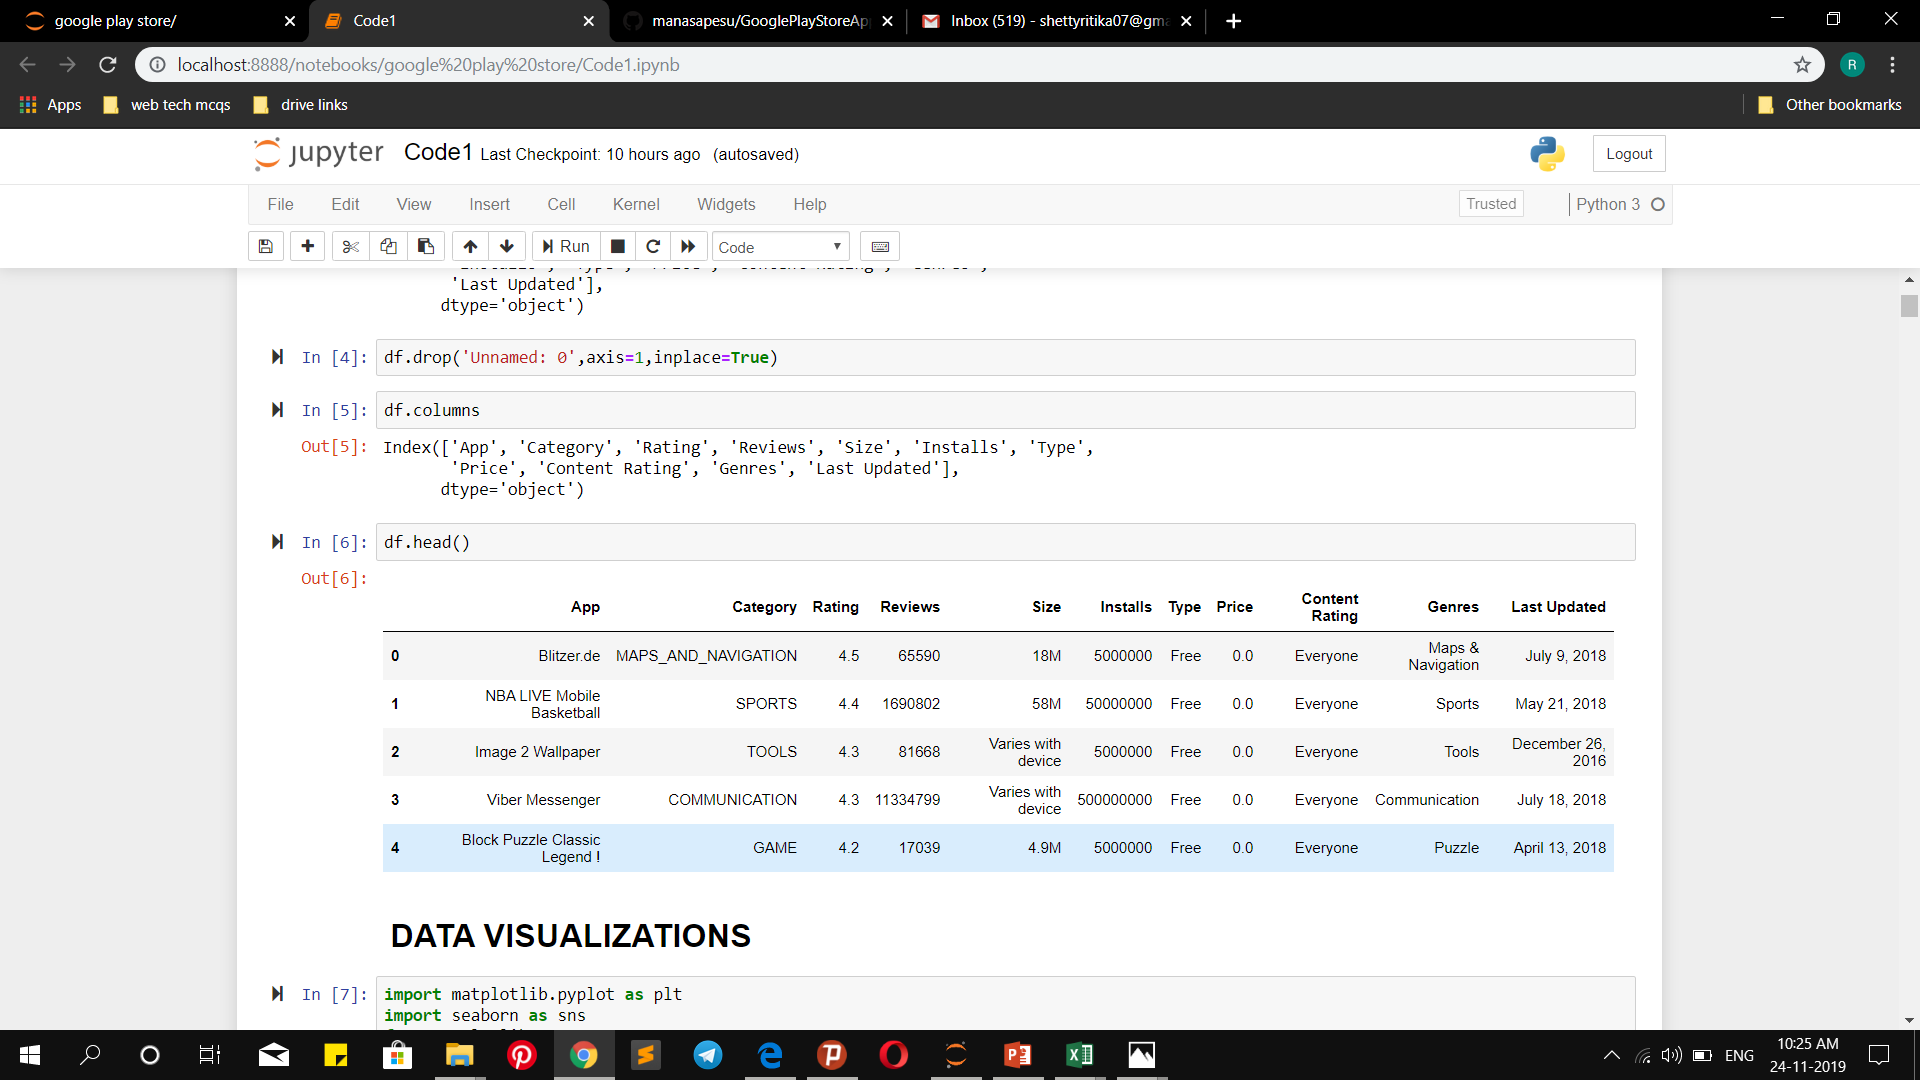 google play store/
Code1
manasapesu/GooglePlayStoreAp
Inbox (519) - shettyritika07@gma
localhost:8888/notebooks/google%20play%20store/Code1.ipynb
R
Apps
web tech mcqs
drive links
Other bookmarks
jupyter Code1 Last Checkpoint: 10 hours ago (autosaved)
Logout
File Edit View Insert Cell Kernel Widgets Help
Trusted
Python 3
Run
Code
'Last Updated'],
dtype='object')
In [4]: df.drop('Unnamed: 0',axis=1,inplace=True)
In [5]: df.columns
Out[5]: Index(['App', 'Category', 'Rating', 'Reviews', 'Size', 'Installs', 'Type',
'Price', 'Content Rating', 'Genres', 'Last Updated'],
dtype='object')
In [6]: df.head()
Out[6]:
App Category Rating Reviews Size Installs Type Price Content Rating Genres Last Updated
0 Blitzer.de MAPS_AND_NAVIGATION 4.5 65590 18M 5000000 Free 0.0 Everyone Maps & Navigation July 9, 2018
1 NBA LIVE Mobile Basketball SPORTS 4.4 1690802 58M 50000000 Free 0.0 Everyone Sports May 21, 2018
2 Image 2 Wallpaper TOOLS 4.3 81668 Varies with device 5000000 Free 0.0 Everyone Tools December 26, 2016
3 Viber Messenger COMMUNICATION 4.3 11334799 Varies with device 500000000 Free 0.0 Everyone Communication July 18, 2018
4 Block Puzzle Classic Legend ! GAME 4.2 17039 4.9M 5000000 Free 0.0 Everyone Puzzle April 13, 2018
DATA VISUALIZATIONS
In [7]: import matplotlib.pyplot as plt
import seaborn as sns
ENG
10:25 AM
24-11-2019